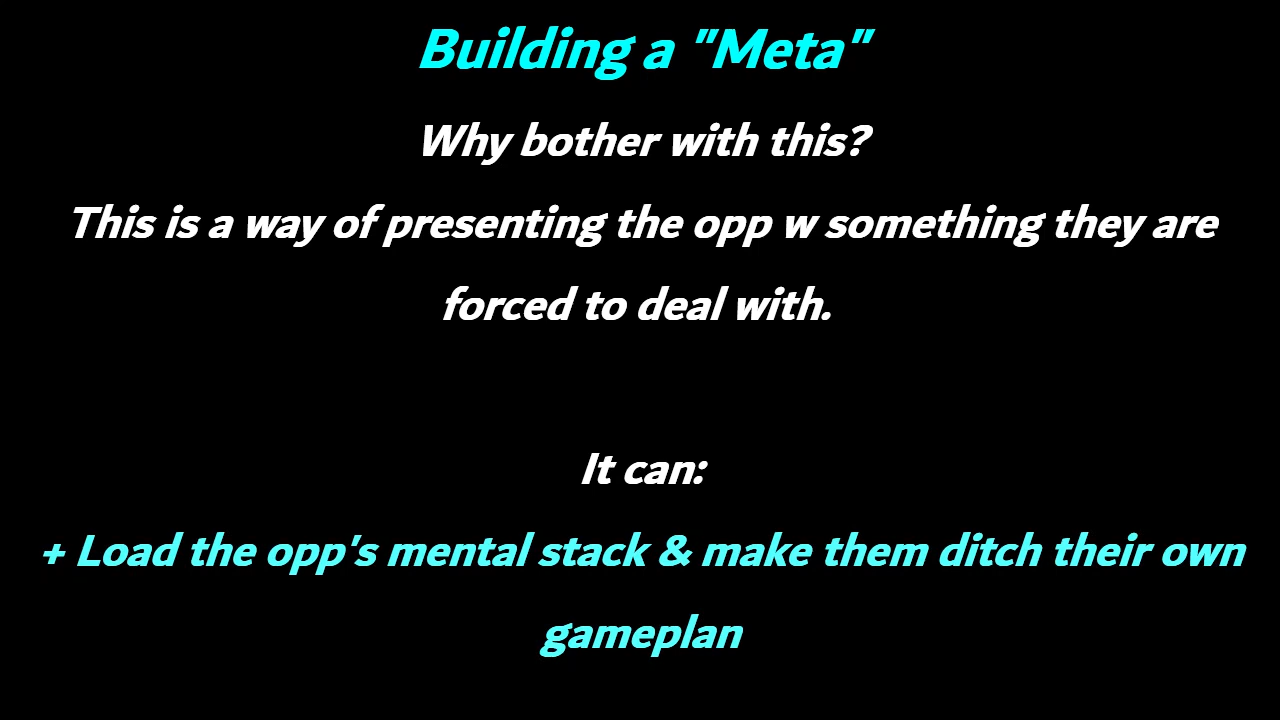 Building a "Meta"
Why bother with this?
This is a way of presenting the opp w something they are
forced to deal with.
It can:
+ Load the opp's mental stack & make them ditch their own
gameplan